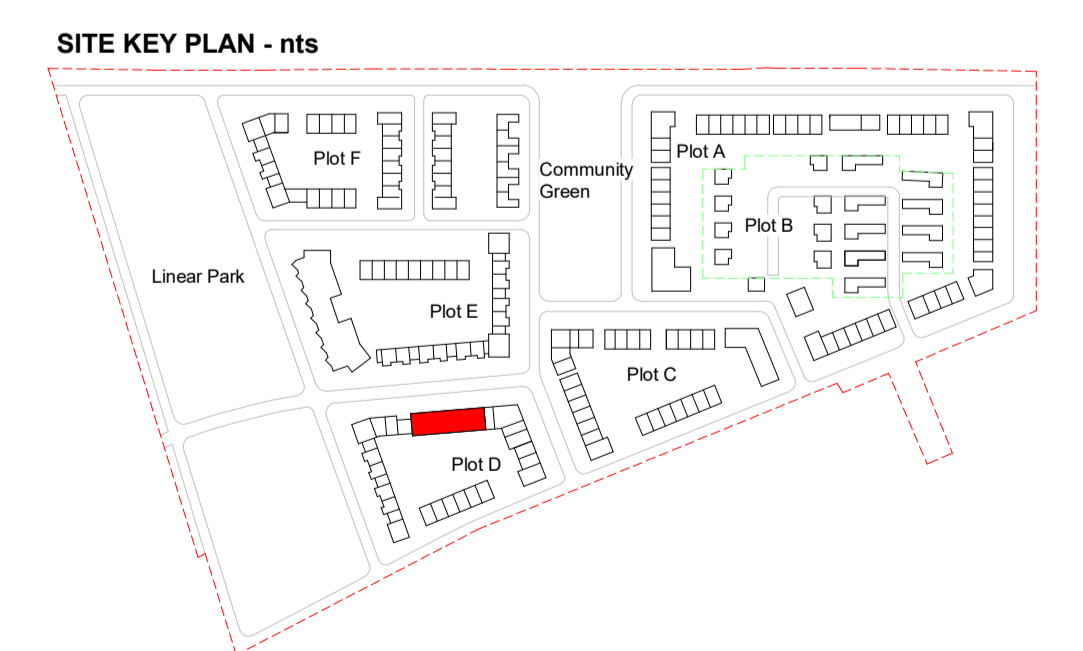 SITE KEY PLAN - nts
Plot F
Plot A
Community
Green
Plot B
Linear Park
Plot E
Plot C
Plot D